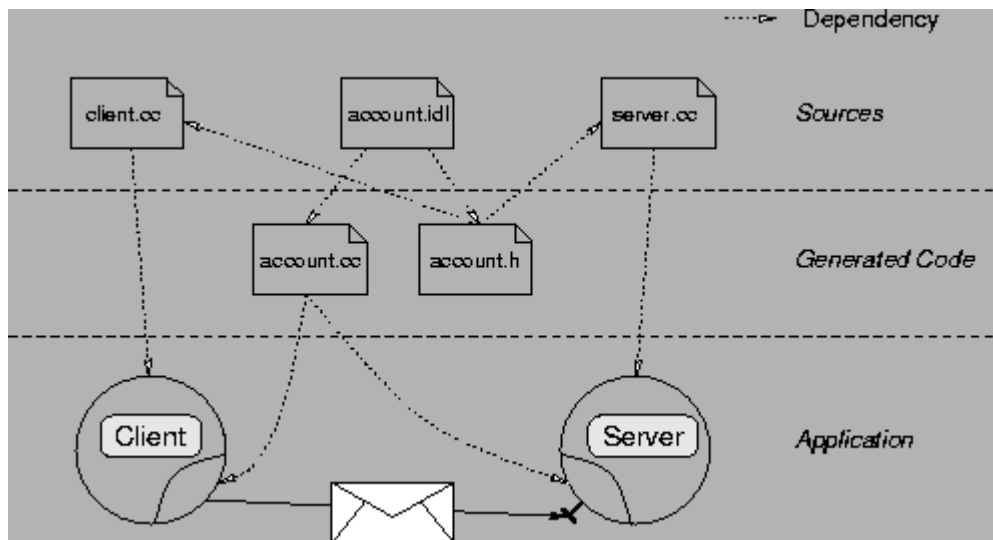 Dependency
client.cc
account.idl
server.cc
Sources
account.cc
account.h
Generated Code
Client
Server
Application